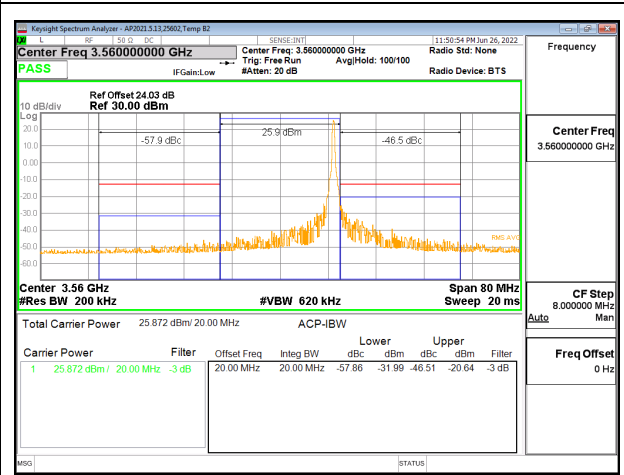 Keysight Spectrum Analyzer - AP2021.5.13,25602,Temp B2
L RF 50 Ω DC SENSE:INT 11:50:54 PM Jun 26, 2022
Center Freq 3.560000000 GHz
Center Freq: 3.560000000 GHz Radio Std: None
Trig: Free Run Avg|Hold: 100/100
PASS IFGain:Low #Atten: 20 dB Radio Device: BTS
Frequency
Ref Offset 24.03 dB
10 dB/div Ref 30.00 dBm
Log
20.0
10.0
0.00
-10.0
-20.0
-30.0
-40.0
-50.0
-60.0
-57.9 dBc 25.9 dBm -46.5 dBc
RMS AVG
Center 3.56 GHz Span 80 MHz
#Res BW 200 kHz #VBW 620 kHz Sweep 20 ms
Center Freq
3.560000000 GHz
CF Step
8.000000 MHz
Auto Man
Freq Offset
0 Hz
Total Carrier Power 25.872 dBm/ 20.00 MHz ACP-IBW
Lower Upper
Carrier Power Filter Offset Freq Integ BW dBc dBm dBc dBm Filter
1 25.872 dBm / 20.00 MHz -3 dB 20.00 MHz 20.00 MHz -57.86 -31.99 -46.51 -20.64 -3 dB
MSG STATUS